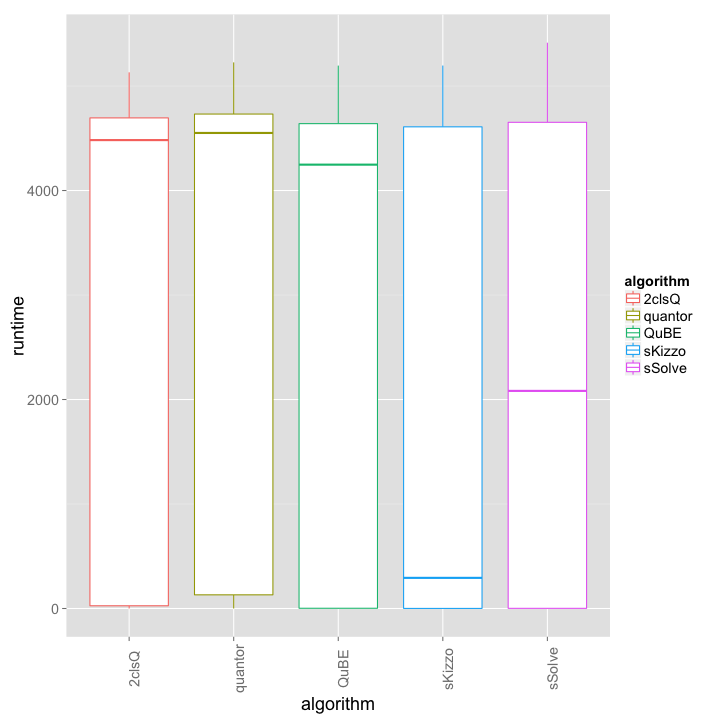 runtime
4000
2000
0
2clsQ
quantor
QuBE
sKizzo
sSolve
algorithm
algorithm
2clsQ
quantor
QuBE
sKizzo
sSolve